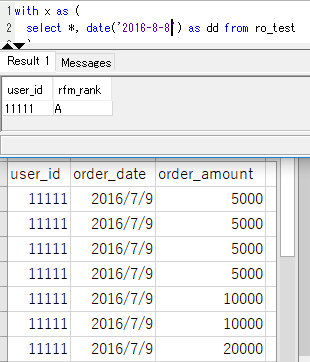 1 with x as (
2 select *, date('2016-8-8') as dd from ro_test
Result 1 Messages
user_id rfm_rank
11111 A
user_id order_date order_amount
11111 2016/7/9 5000
11111 2016/7/9 5000
11111 2016/7/9 5000
11111 2016/7/9 5000
11111 2016/7/9 10000
11111 2016/7/9 10000
11111 2016/7/9 20000